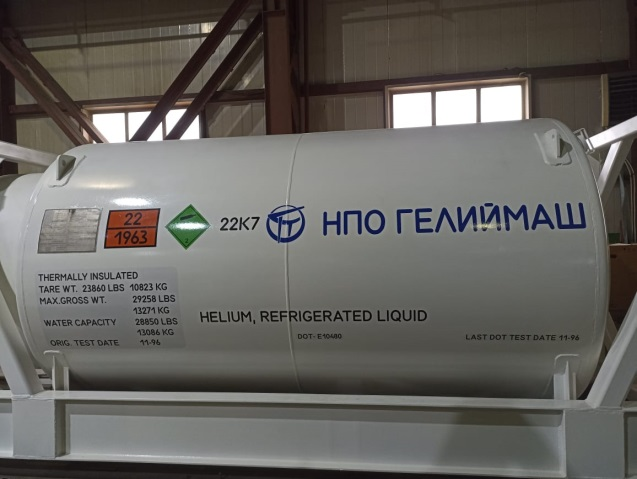 22
1963
22K7
НПО ГЕЛИЙМАШ
THERMALLY INSULATED
TARE WT. 23860 LBS 10823 KG
MAX.GROSS WT. 29258 LBS
13271 KG
WATER CAPACITY 28850 LBS
13086 KG
ORIG. TEST DATE 11-96
HELIUM, REFRIGERATED LIQUID
DOT-E10480
LAST DOT TEST DATE 11-96